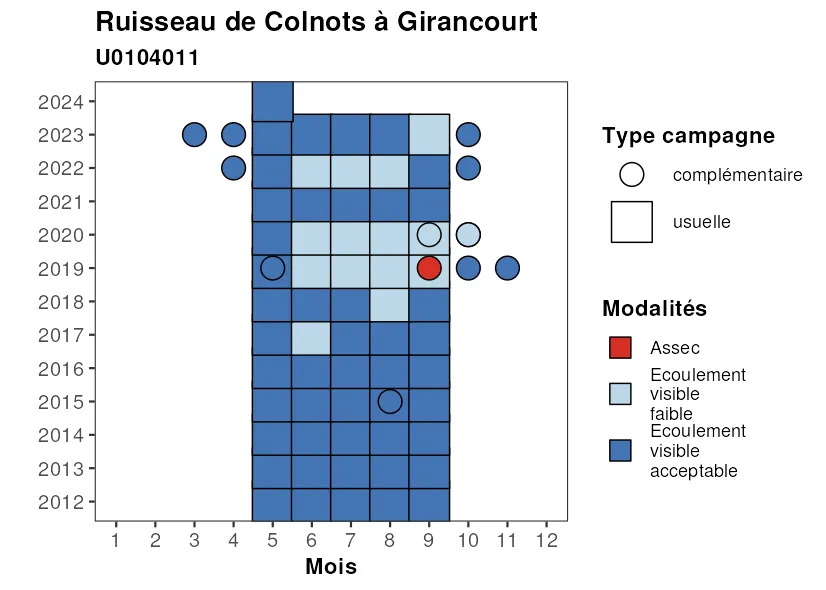 Ruisseau de Colnots à Girancourt
U0104011
2024
2023
2022
2021
2020
2019
2018
2017
2016
2015
2014
2013
2012
1 2 3 4 5 6 7 8 9 10 11 12
Mois
Type campagne
complémentaire
usuelle
Modalités
Assec
Ecoulement
visible
faible
Ecoulement
visible
acceptable